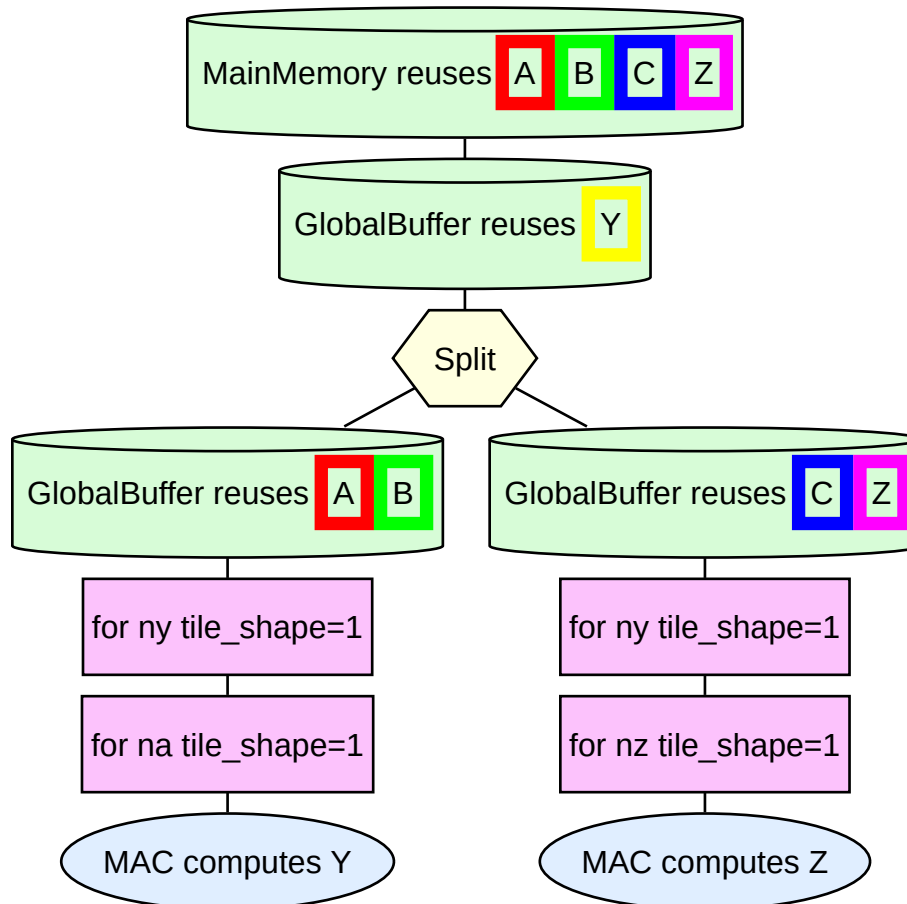 MainMemory reuses A B C Z
GlobalBuffer reuses Y
Split
GlobalBuffer reuses A B
GlobalBuffer reuses C Z
for ny tile_shape=1
for ny tile_shape=1
for na tile_shape=1
for nz tile_shape=1
MAC computes Y
MAC computes Z